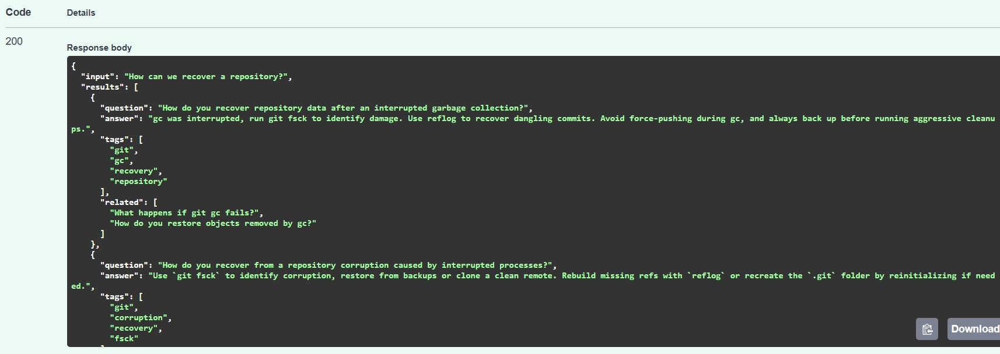 Code Details
200
Response body
{
  "input": "How can we recover a repository?",
  "results": [
    {
      "question": "How do you recover repository data after an interrupted garbage collection?",
      "answer": "gc was interrupted, run git fsck to identify damage. Use reflog to recover dangling commits. Avoid force-pushing during gc, and always back up before running aggressive cleanu
ps.",
      "tags": [
        "git",
        "gc",
        "recovery",
        "repository"
      ],
      "related": [
        "What happens if git gc fails?",
        "How do you restore objects removed by gc?"
      ]
    },
    {
      "question": "How do you recover from a repository corruption caused by interrupted processes?",
      "answer": "Use `git fsck` to identify corruption, restore from backups or clone a clean remote. Rebuild missing refs with `reflog` or recreate the `.git` folder by reinitializing if need
ed.",
      "tags": [
        "git",
        "corruption",
        "recovery",
        "fsck"
Download